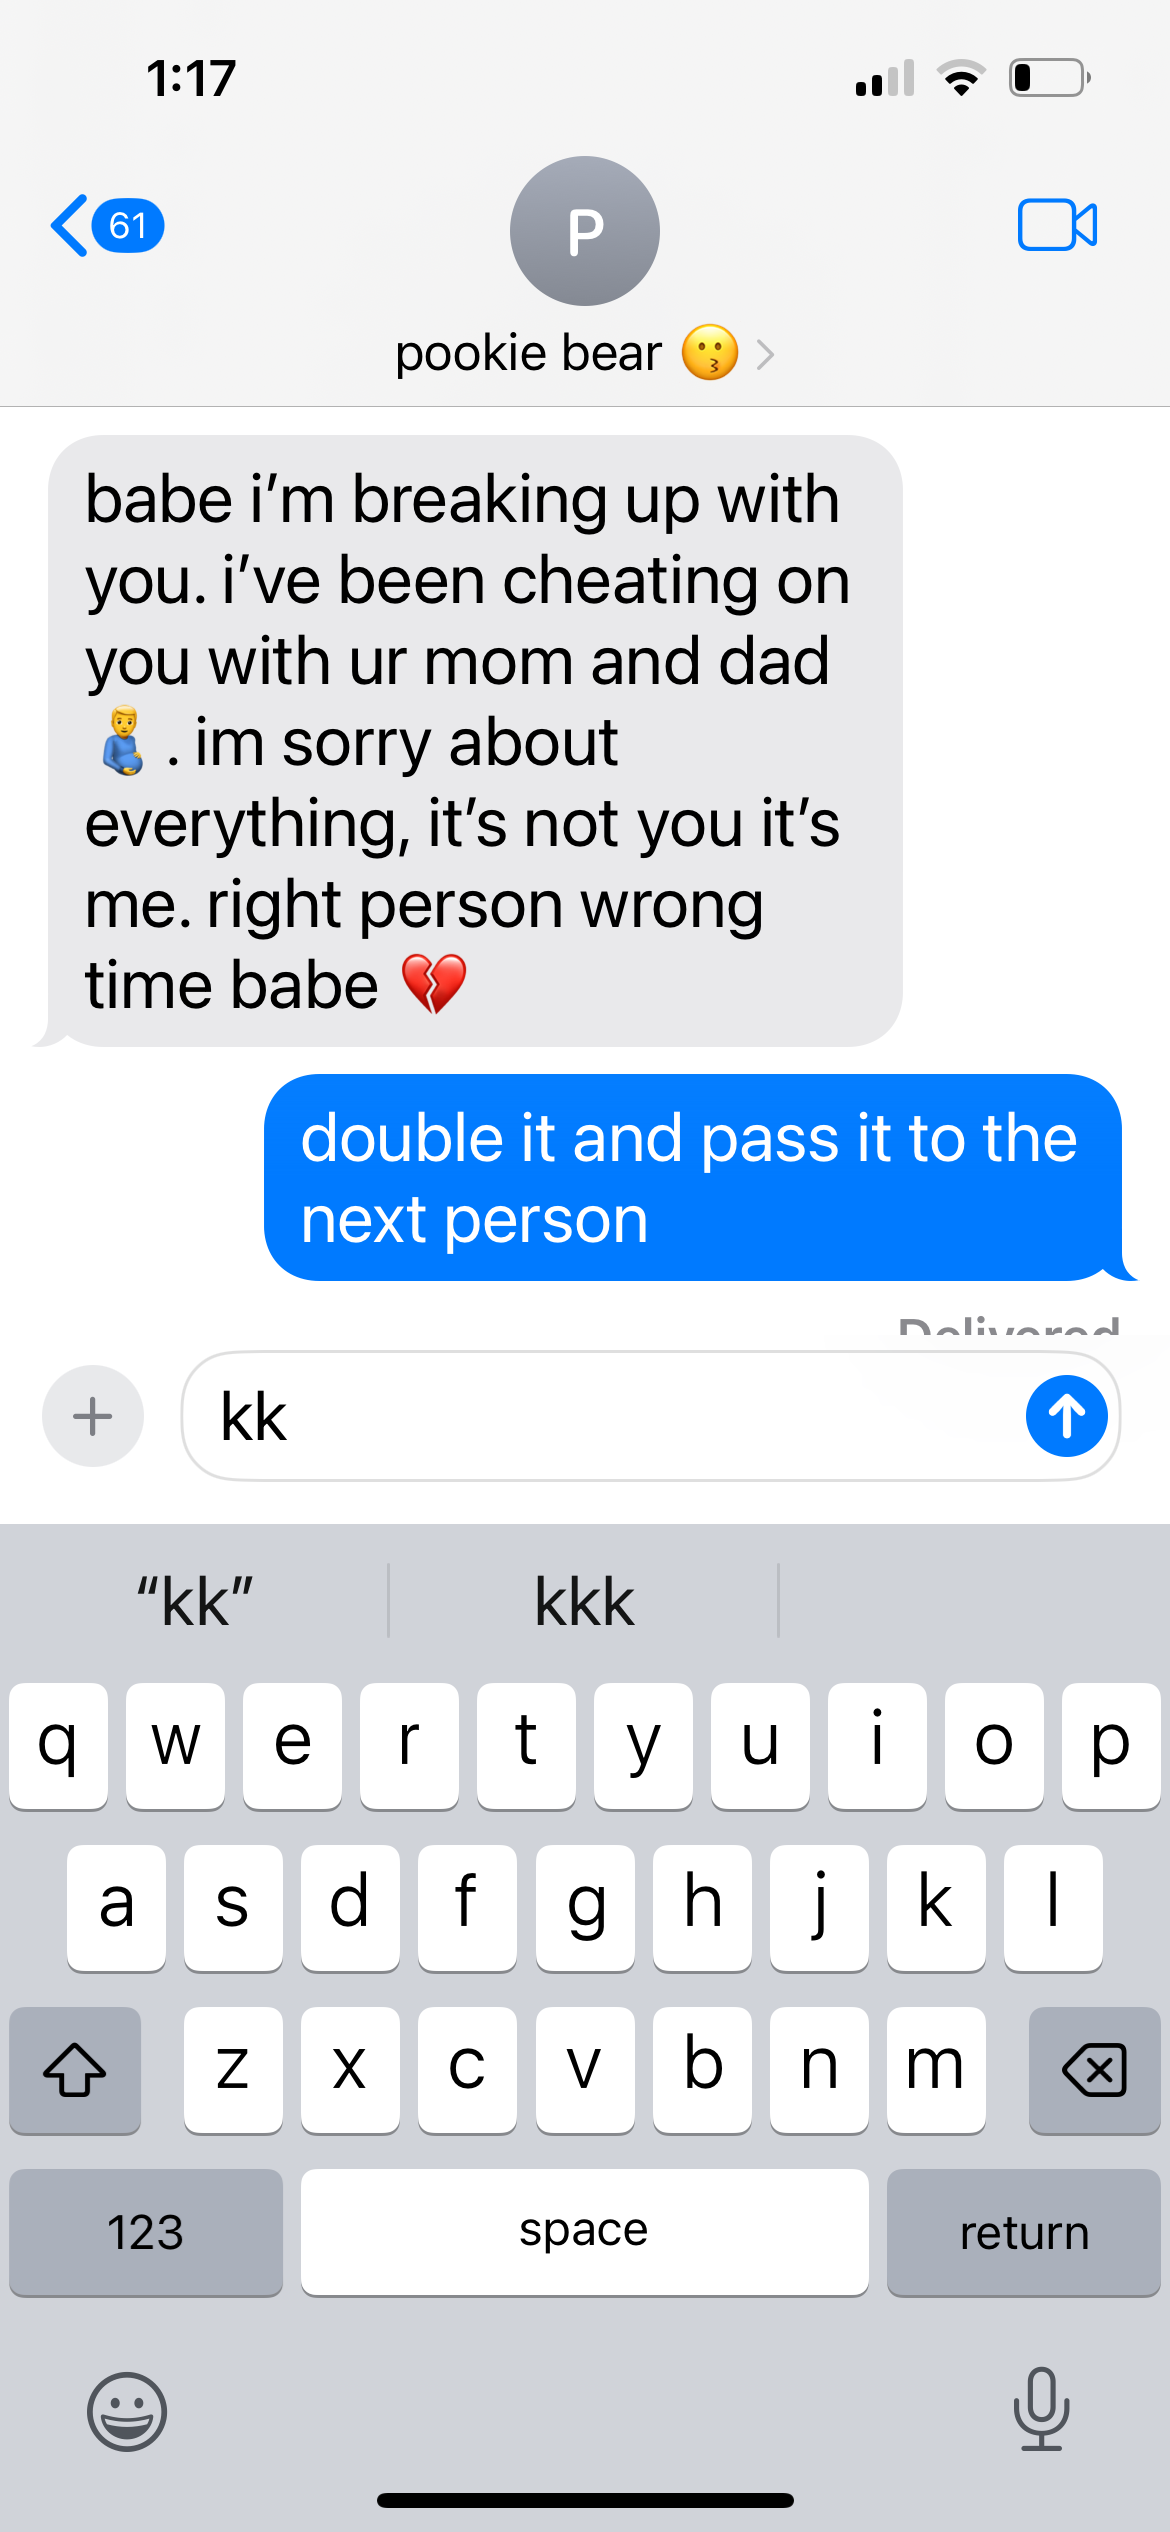 1:17
61
P
pookie bear 😗
babe i’m breaking up with
you. i’ve been cheating on
you with ur mom and dad
🫃. im sorry about
everything, it’s not you it’s
me. right person wrong
time babe 💔
double it and pass it to the
next person
Delivered
kk
“kk” kkk
q w e r t y u i o p
a s d f g h j k l
z x c v b n m
123 space return